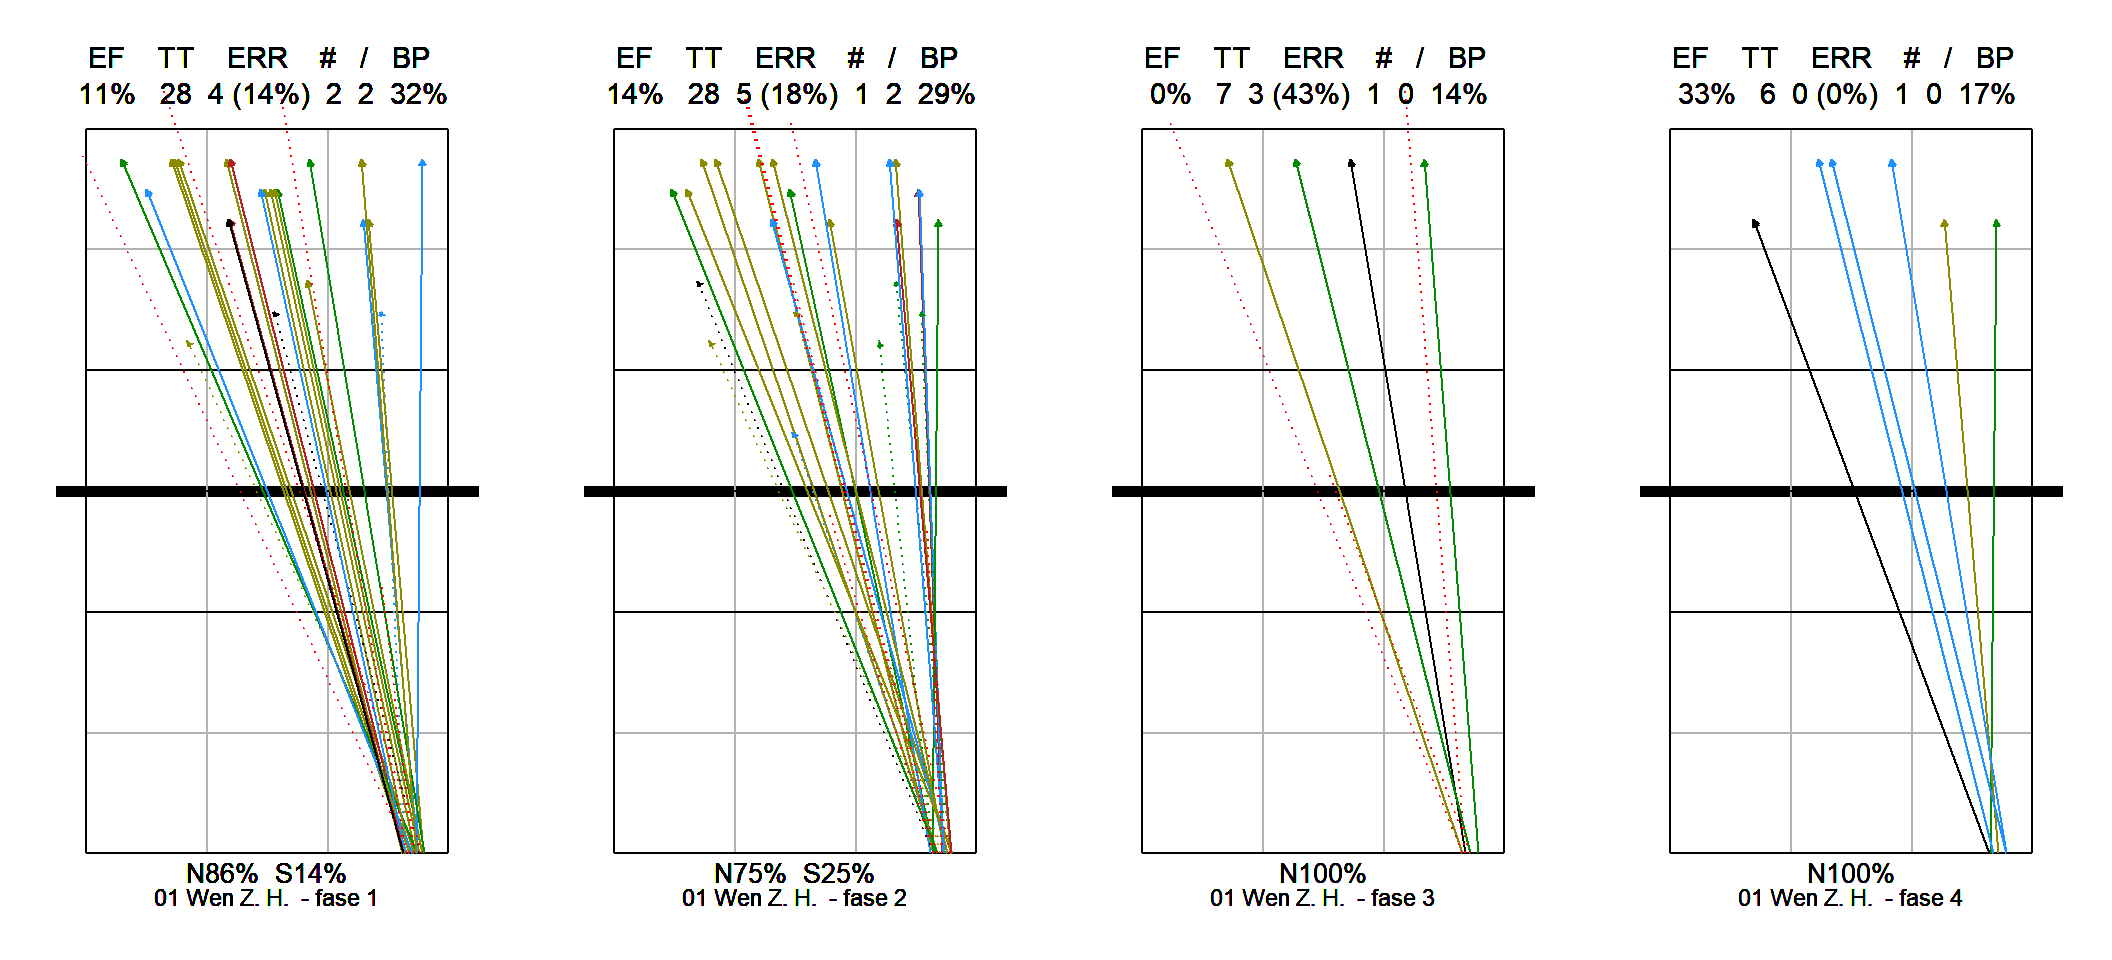 EF TT ERR # / BP
11% 28 4 (14%) 2 2 32%
N86% S14%
01 Wen Z. H. - fase 1
EF TT ERR # / BP
14% 28 5 (18%) 1 2 29%
N75% S25%
01 Wen Z. H. - fase 2
EF TT ERR # / BP
0% 7 3 (43%) 1 0 14%
N100%
01 Wen Z. H. - fase 3
EF TT ERR # / BP
33% 6 0 (0%) 1 0 17%
N100%
01 Wen Z. H. - fase 4